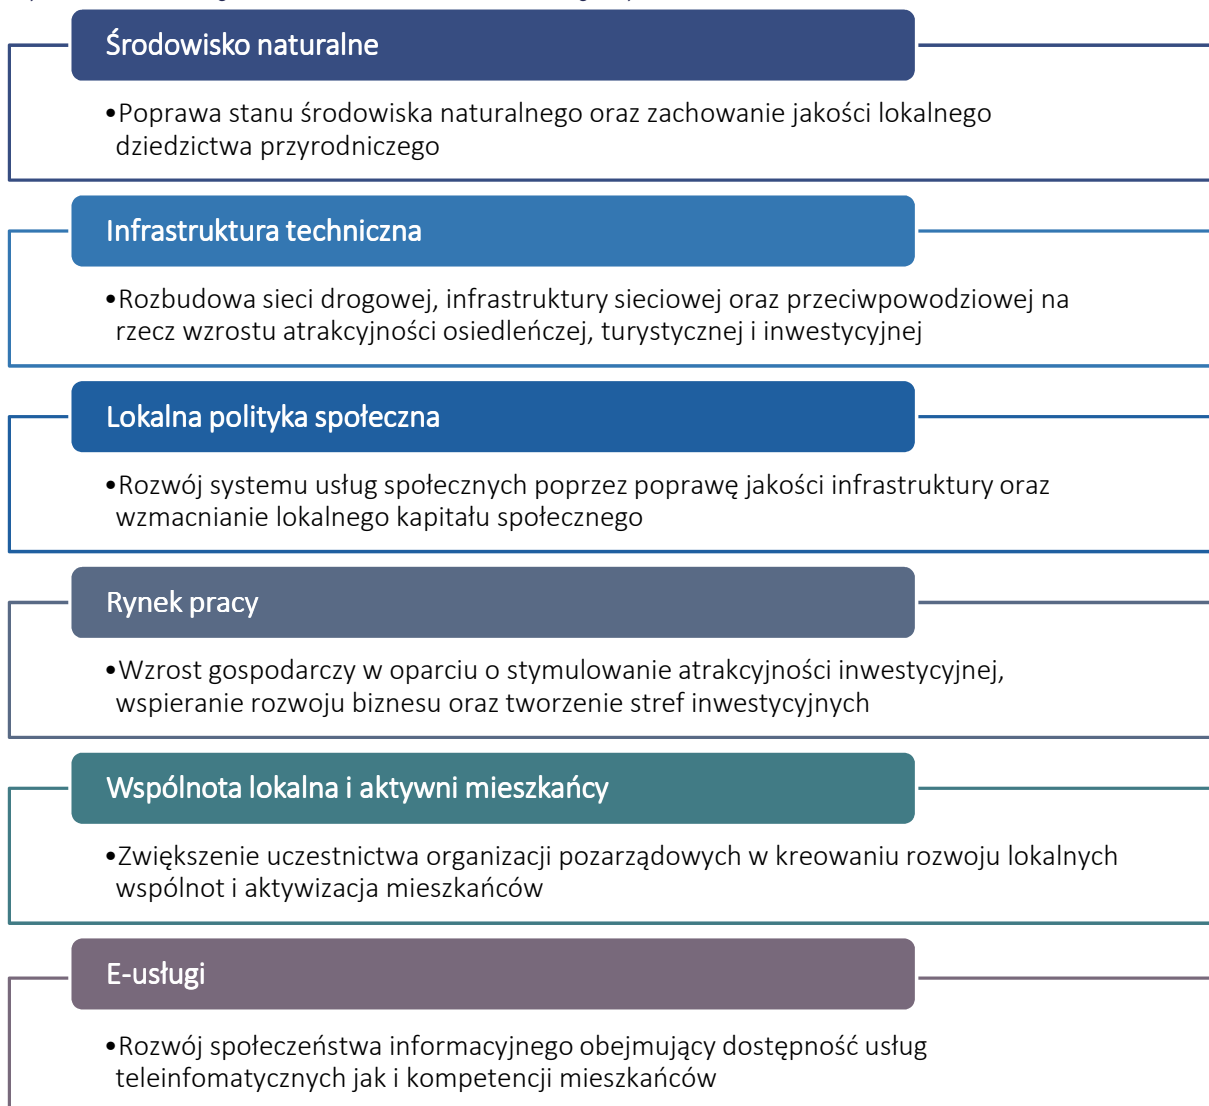 Środowisko naturalne
•Poprawa stanu środowiska naturalnego oraz zachowanie jakości lokalnego
dziedzictwa przyrodniczego
Infrastruktura techniczna
•Rozbudowa sieci drogowej, infrastruktury sieciowej oraz przeciwpowodziowej na
rzecz wzrostu atrakcyjności osiedleńczej, turystycznej i inwestycyjnej
Lokalna polityka społeczna
•Rozwój systemu usług społecznych poprzez poprawę jakości infrastruktury oraz
wzmacnianie lokalnego kapitału społecznego
Rynek pracy
•Wzrost gospodarczy w oparciu o stymulowanie atrakcyjności inwestycyjnej,
wspieranie rozwoju biznesu oraz tworzenie stref inwestycyjnych
Wspólnota lokalna i aktywni mieszkańcy
•Zwiększenie uczestnictwa organizacji pozarządowych w kreowaniu rozwoju lokalnych
wspólnot i aktywizacja mieszkańców
E-usługi
•Rozwój społeczeństwa informacyjnego obejmujący dostępność usług
teleinfomatycznych jak i kompetencji mieszkańców